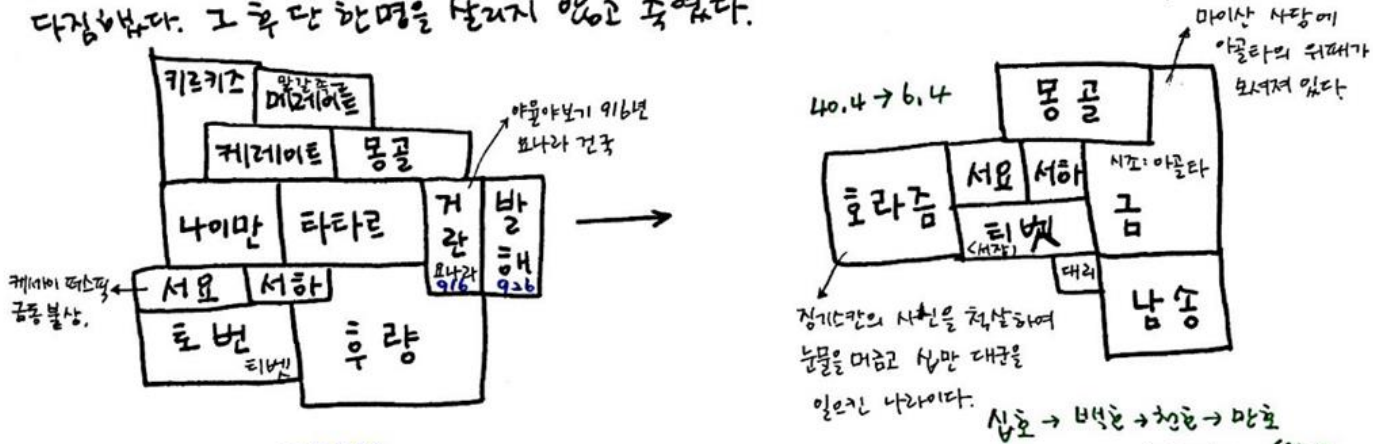 다짐했다. 그 후 단 한명을 살리지 않고 죽였다.
키르키즈
말갈족
메르게이트
케레이트
몽골
야율아보기 916년
요나라 건국
나이만
타타르
거란
요나라
916
발해
926
케세이 퍼스픽
금동불상.
서요
서하
토번
티벳
후량
마이산 사당에
아골타의 위패가
모셔져 있다.
40.4 → 6.4
몽골
호라즘
서요
서하
시조:아골타
금
티벳
<서장>
대리
남송
징기스칸의 사신을 척살하여
눈물을 머금고 십만 대군을
일으킨 나라이다.
십호 → 백호 → 천호 → 만호